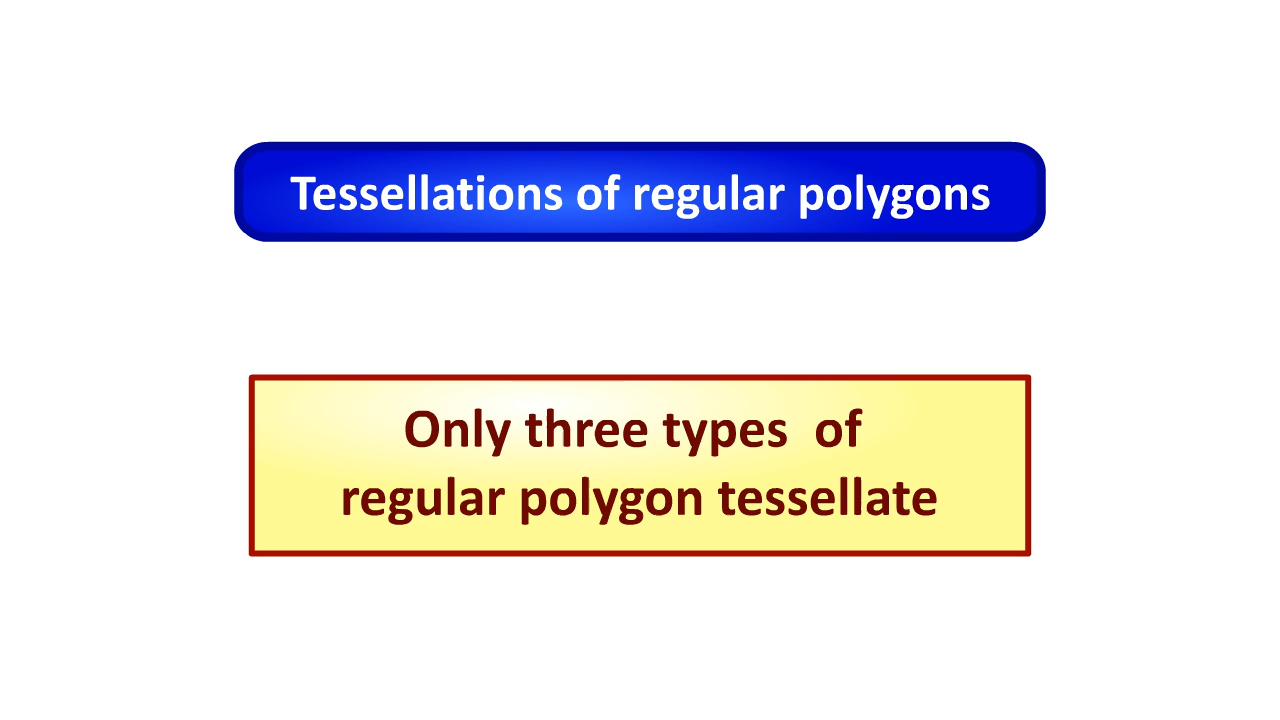 Tessellations of regular polygons
Only three types  of
regular polygon tessellate